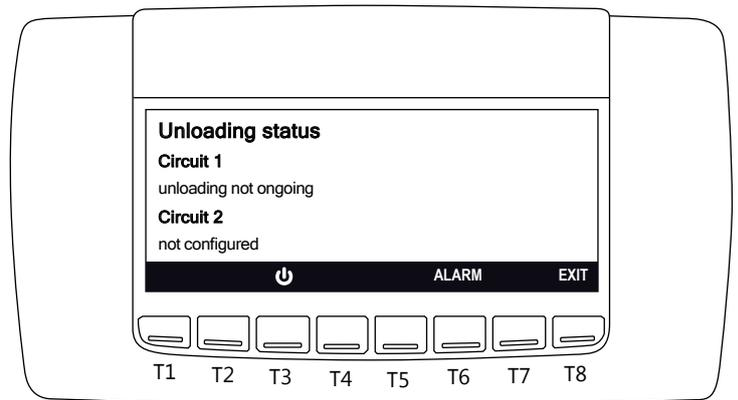 Unloading status
Circuit 1
unloading not ongoing
Circuit 2
not configured
ALARM EXIT
T1 T2 T3 T4 T5 T6 T7 T8